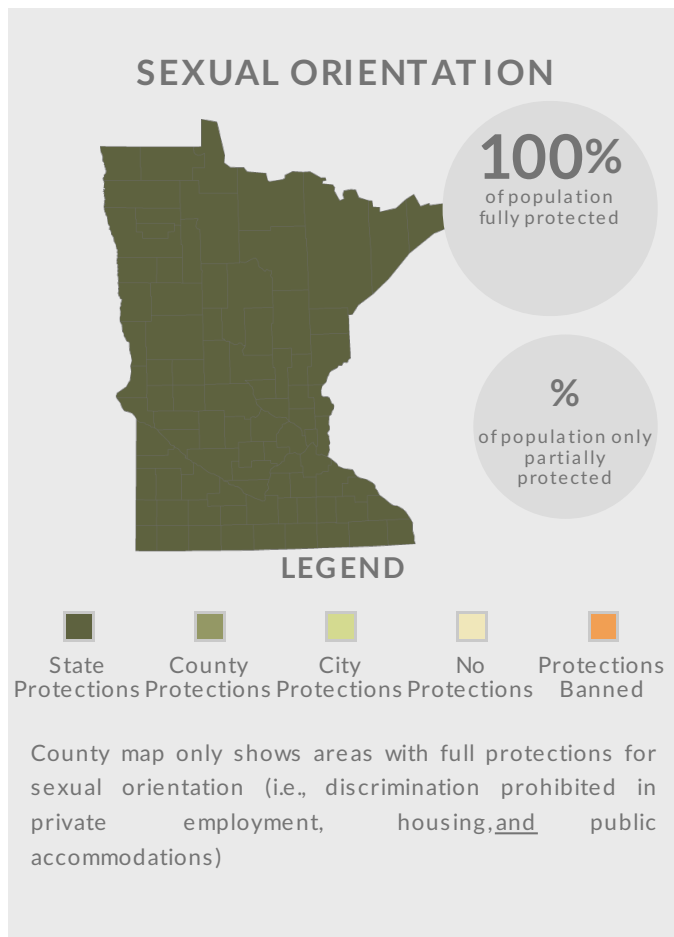 SEXUAL ORIENTATION
100%
of population
fully protected
%
of population only
partially
protected
LEGEND
State
Protections
County
Protections
City
Protections
No
Protections
Protections
Banned
County map only shows areas with full protections for
sexual orientation (i.e., discrimination prohibited in
private employment, housing, and public
accommodations)